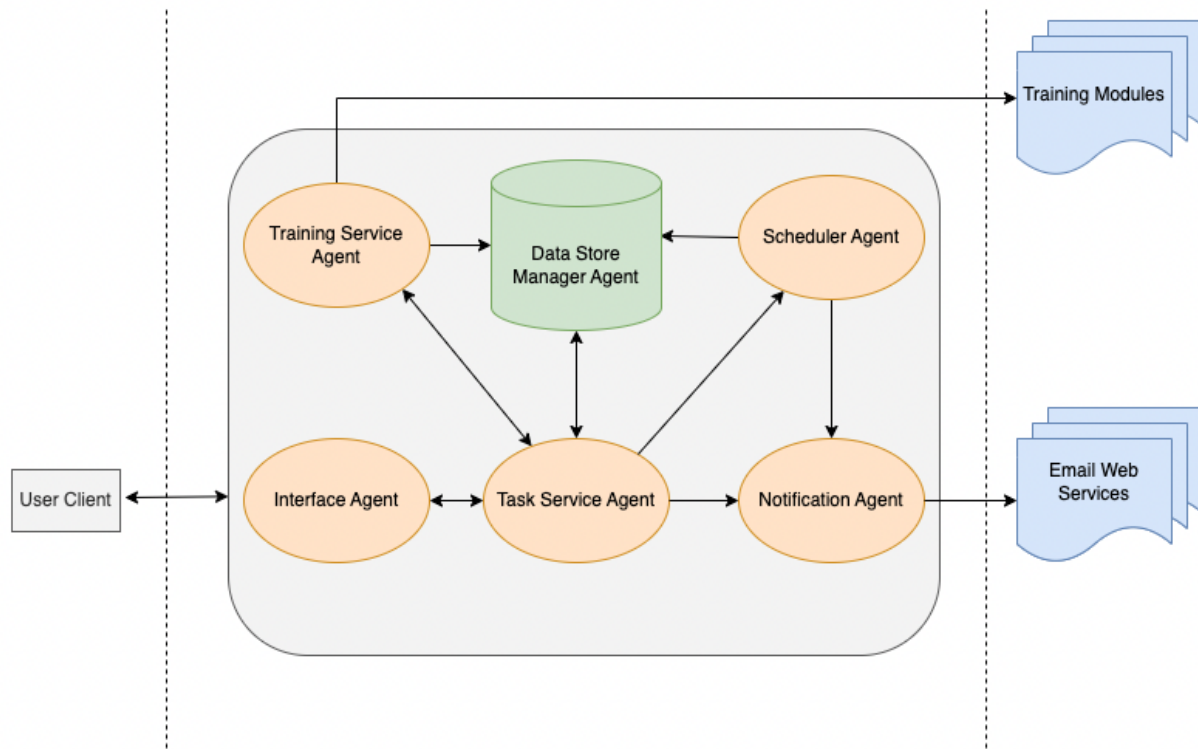 Training Modules
Training Service
Agent
Data Store
Manager Agent
Scheduler Agent
User Client
Interface Agent
Task Service Agent
Notification Agent
Email Web
Services